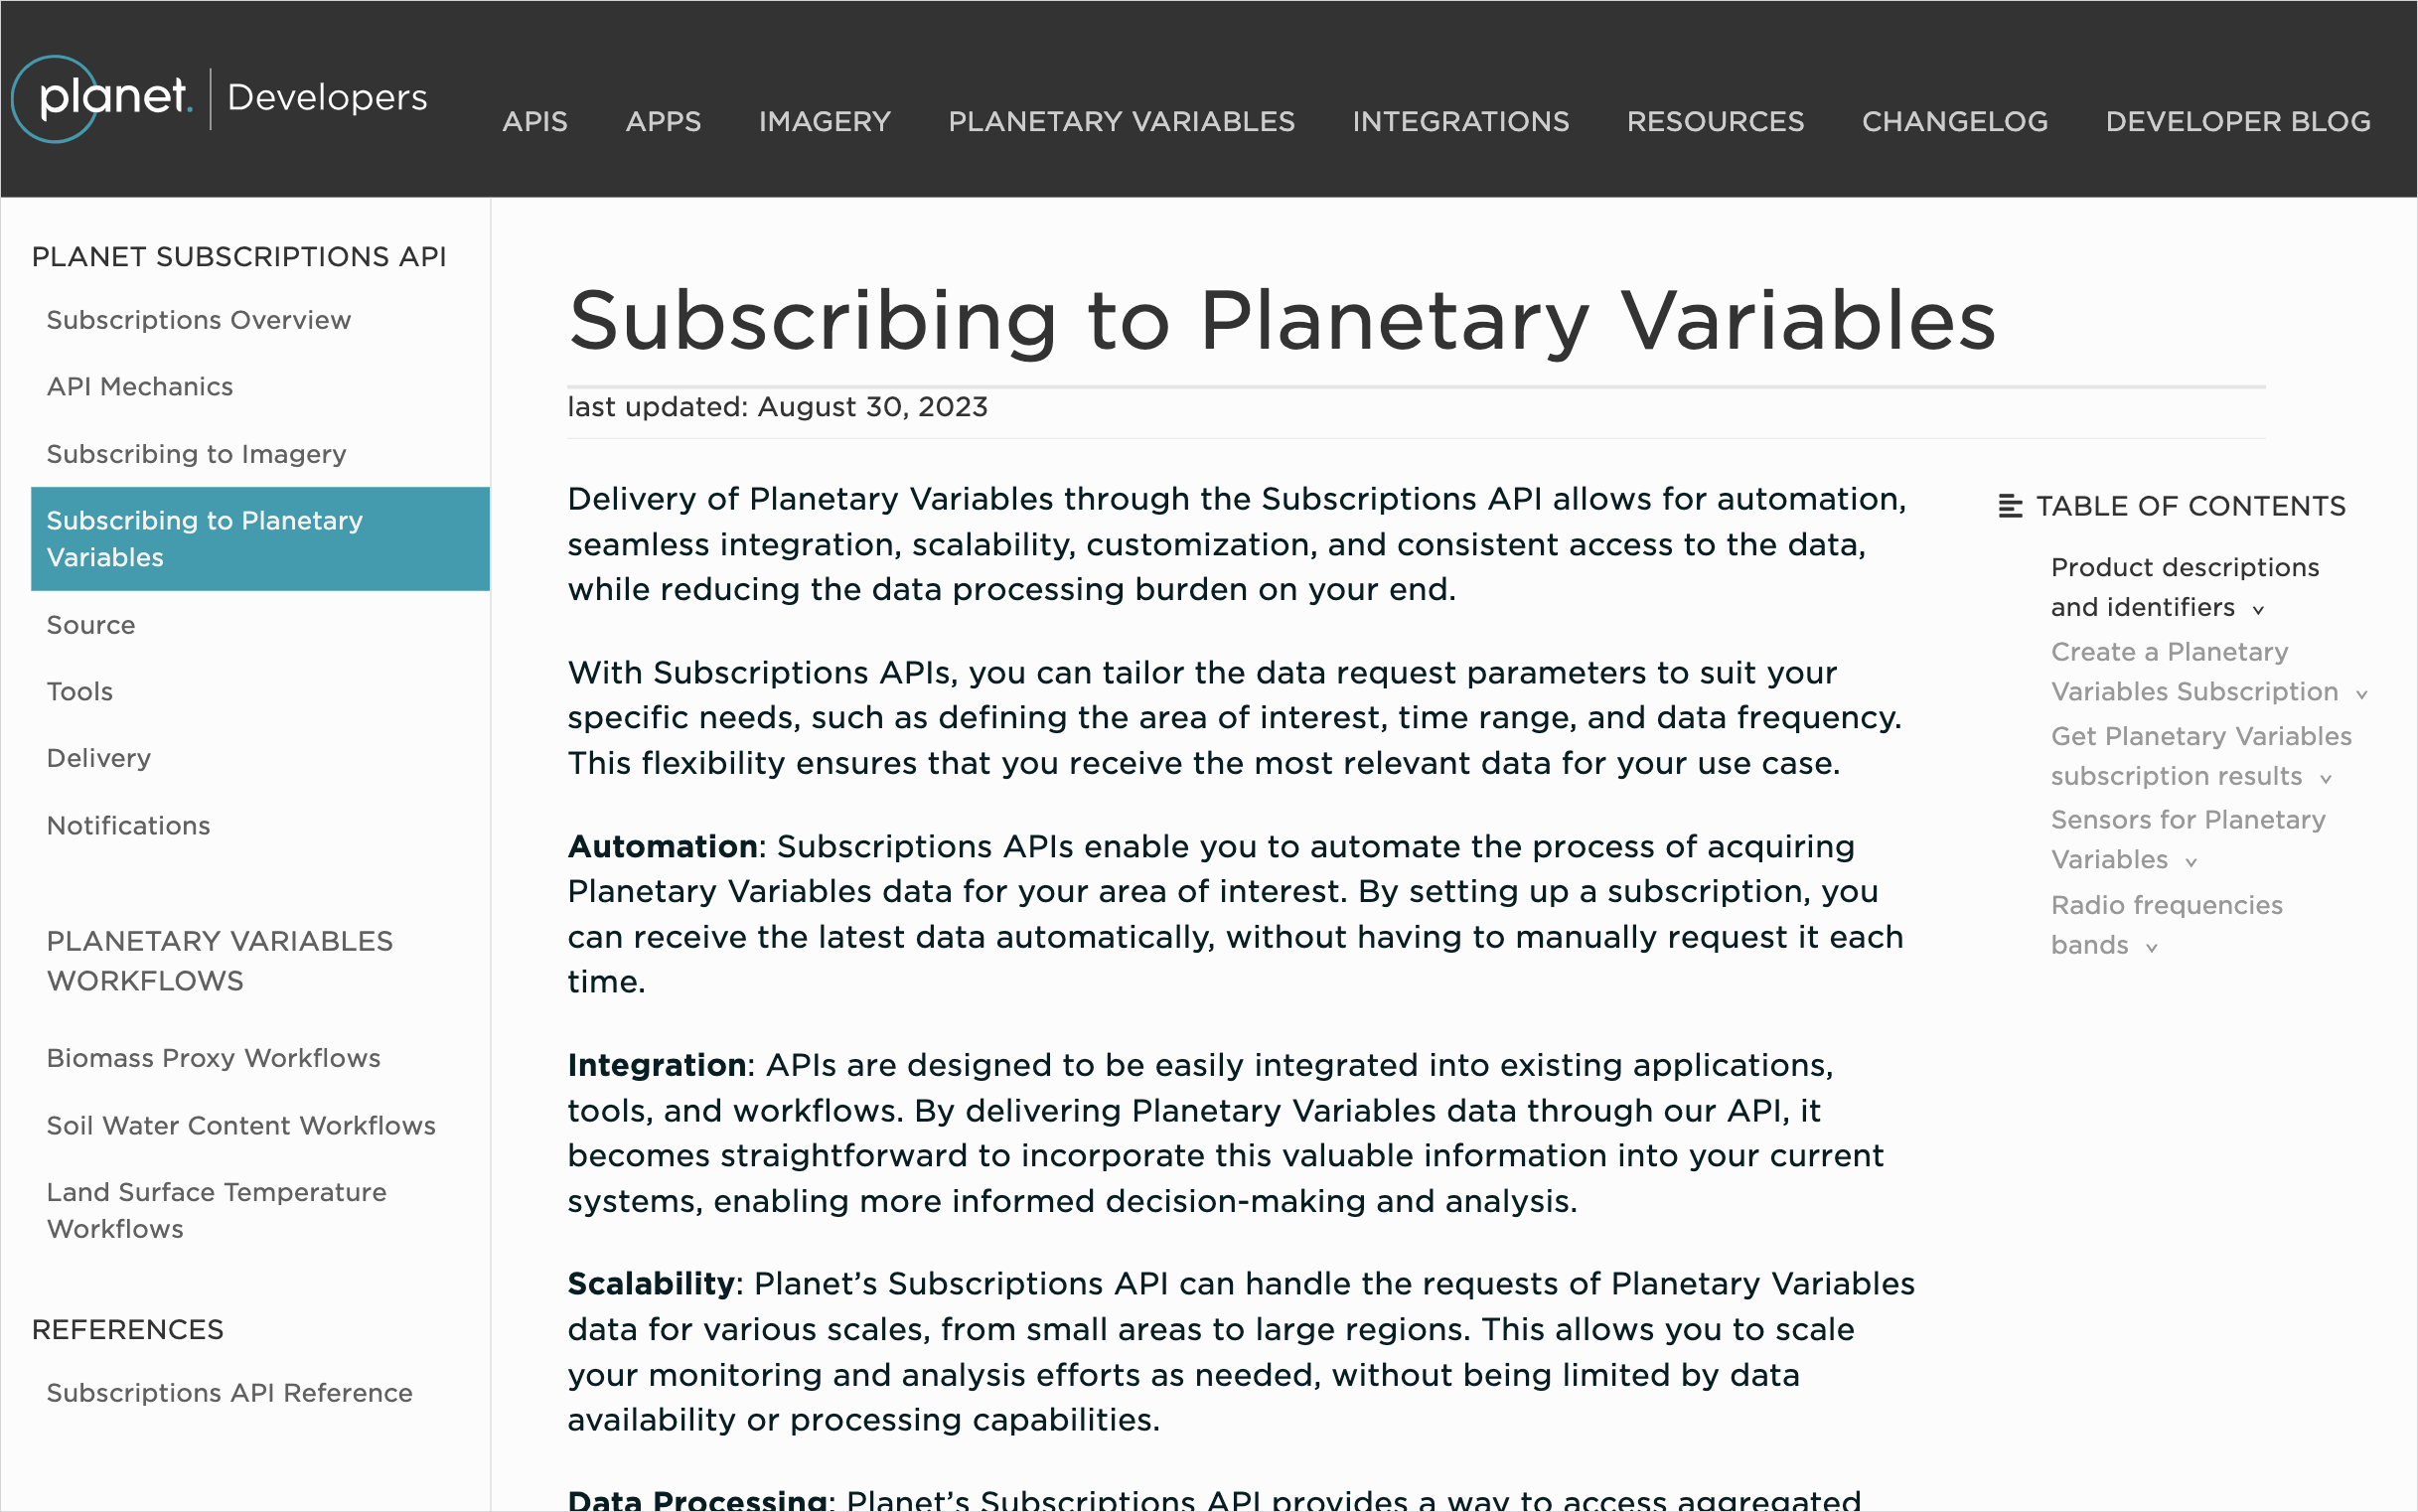 planet. Developers
APIS APPS IMAGERY PLANETARY VARIABLES INTEGRATIONS RESOURCES CHANGELOG DEVELOPER BLOG
PLANET SUBSCRIPTIONS API
Subscriptions Overview
API Mechanics
Subscribing to Imagery
Subscribing to Planetary
Variables
Source
Tools
Delivery
Notifications
PLANETARY VARIABLES
WORKFLOWS
Biomass Proxy Workflows
Soil Water Content Workflows
Land Surface Temperature
Workflows
REFERENCES
Subscriptions API Reference
Subscribing to Planetary Variables
last updated: August 30, 2023
Delivery of Planetary Variables through the Subscriptions API allows for automation,
seamless integration, scalability, customization, and consistent access to the data,
while reducing the data processing burden on your end.
With Subscriptions APIs, you can tailor the data request parameters to suit your
specific needs, such as defining the area of interest, time range, and data frequency.
This flexibility ensures that you receive the most relevant data for your use case.
Automation: Subscriptions APIs enable you to automate the process of acquiring
Planetary Variables data for your area of interest. By setting up a subscription, you
can receive the latest data automatically, without having to manually request it each
time.
Integration: APIs are designed to be easily integrated into existing applications,
tools, and workflows. By delivering Planetary Variables data through our API, it
becomes straightforward to incorporate this valuable information into your current
systems, enabling more informed decision-making and analysis.
Scalability: Planet’s Subscriptions API can handle the requests of Planetary Variables
data for various scales, from small areas to large regions. This allows you to scale
your monitoring and analysis efforts as needed, without being limited by data
availability or processing capabilities.
Data Processing: Planet’s Subscriptions API provides a way to access aggregated
TABLE OF CONTENTS
Product descriptions
and identifiers
Create a Planetary
Variables Subscription
Get Planetary Variables
subscription results
Sensors for Planetary
Variables
Radio frequencies
bands